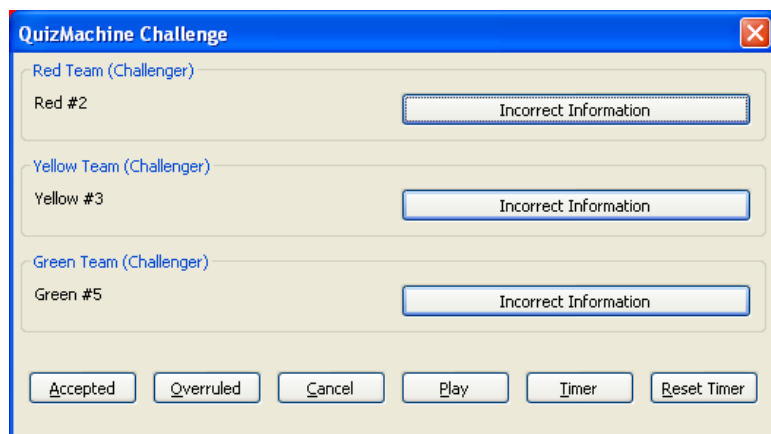 QuizMachine Challenge
Red Team (Challenger)
Red #2 Incorrect Information
Yellow Team (Challenger)
Yellow #3 Incorrect Information
Green Team (Challenger)
Green #5 Incorrect Information
Accepted Overruled Cancel Play Timer Reset Timer